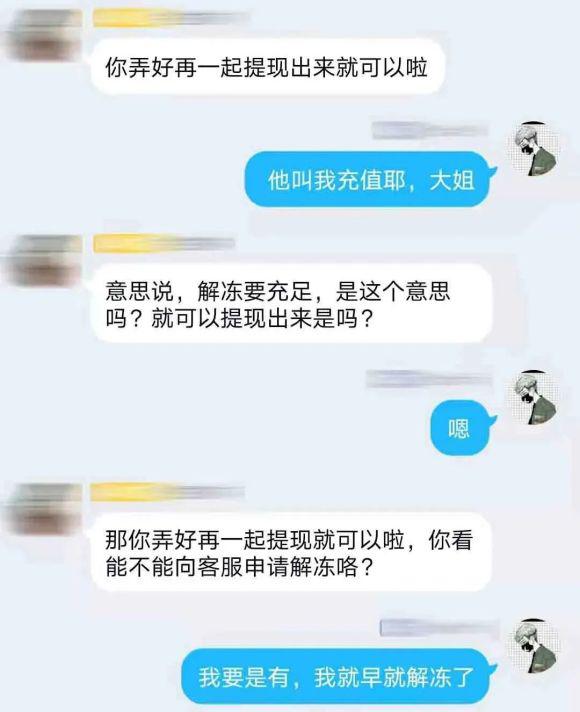 你弄好再一起提现出来就可以啦
他叫我充值耶，大姐
意思说，解冻要充足，是这个意思
吗？就可以提现出来是吗？
嗯
那你弄好再一起提现就可以啦，你看
能不能向客服申请解冻咯？
我要是有，我就早就解冻了